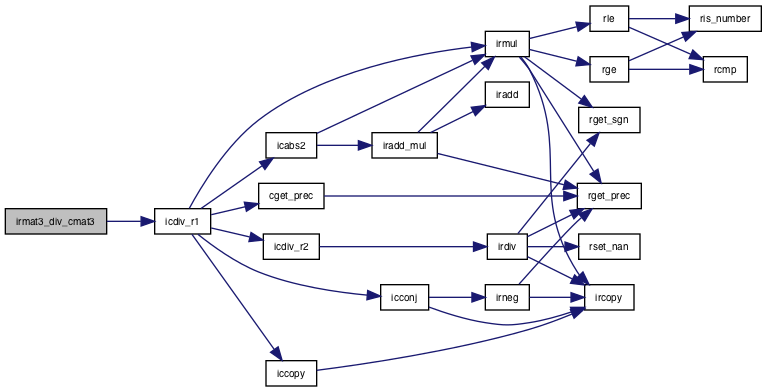 irmat3_div_cmat3
icdiv_r1
icabs2
cget_prec
icdiv_r2
icconj
iccopy
iradd_mul
irmul
iradd
irdiv
irneg
rle
rge
rget_sgn
rget_prec
rset_nan
ircopy
ris_number
rcmp